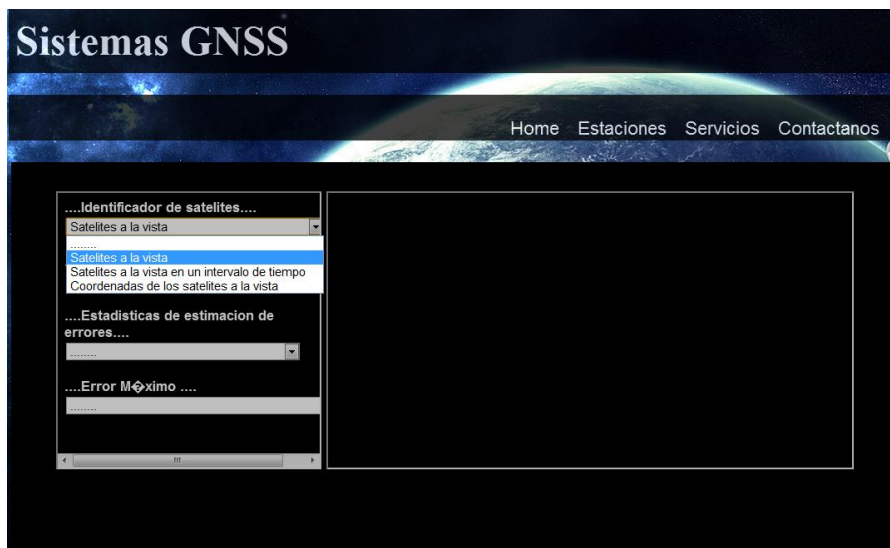 Sistemas GNSS
Home Estaciones Servicios Contactanos
....Identificador de satelites....
Satelites a la vista
........
Satelites a la vista
Satelites a la vista en un intervalo de tiempo
Coordenadas de los satelites a la vista
....Estadisticas de estimacion de
errores....
........
....Error M�ximo ....
........